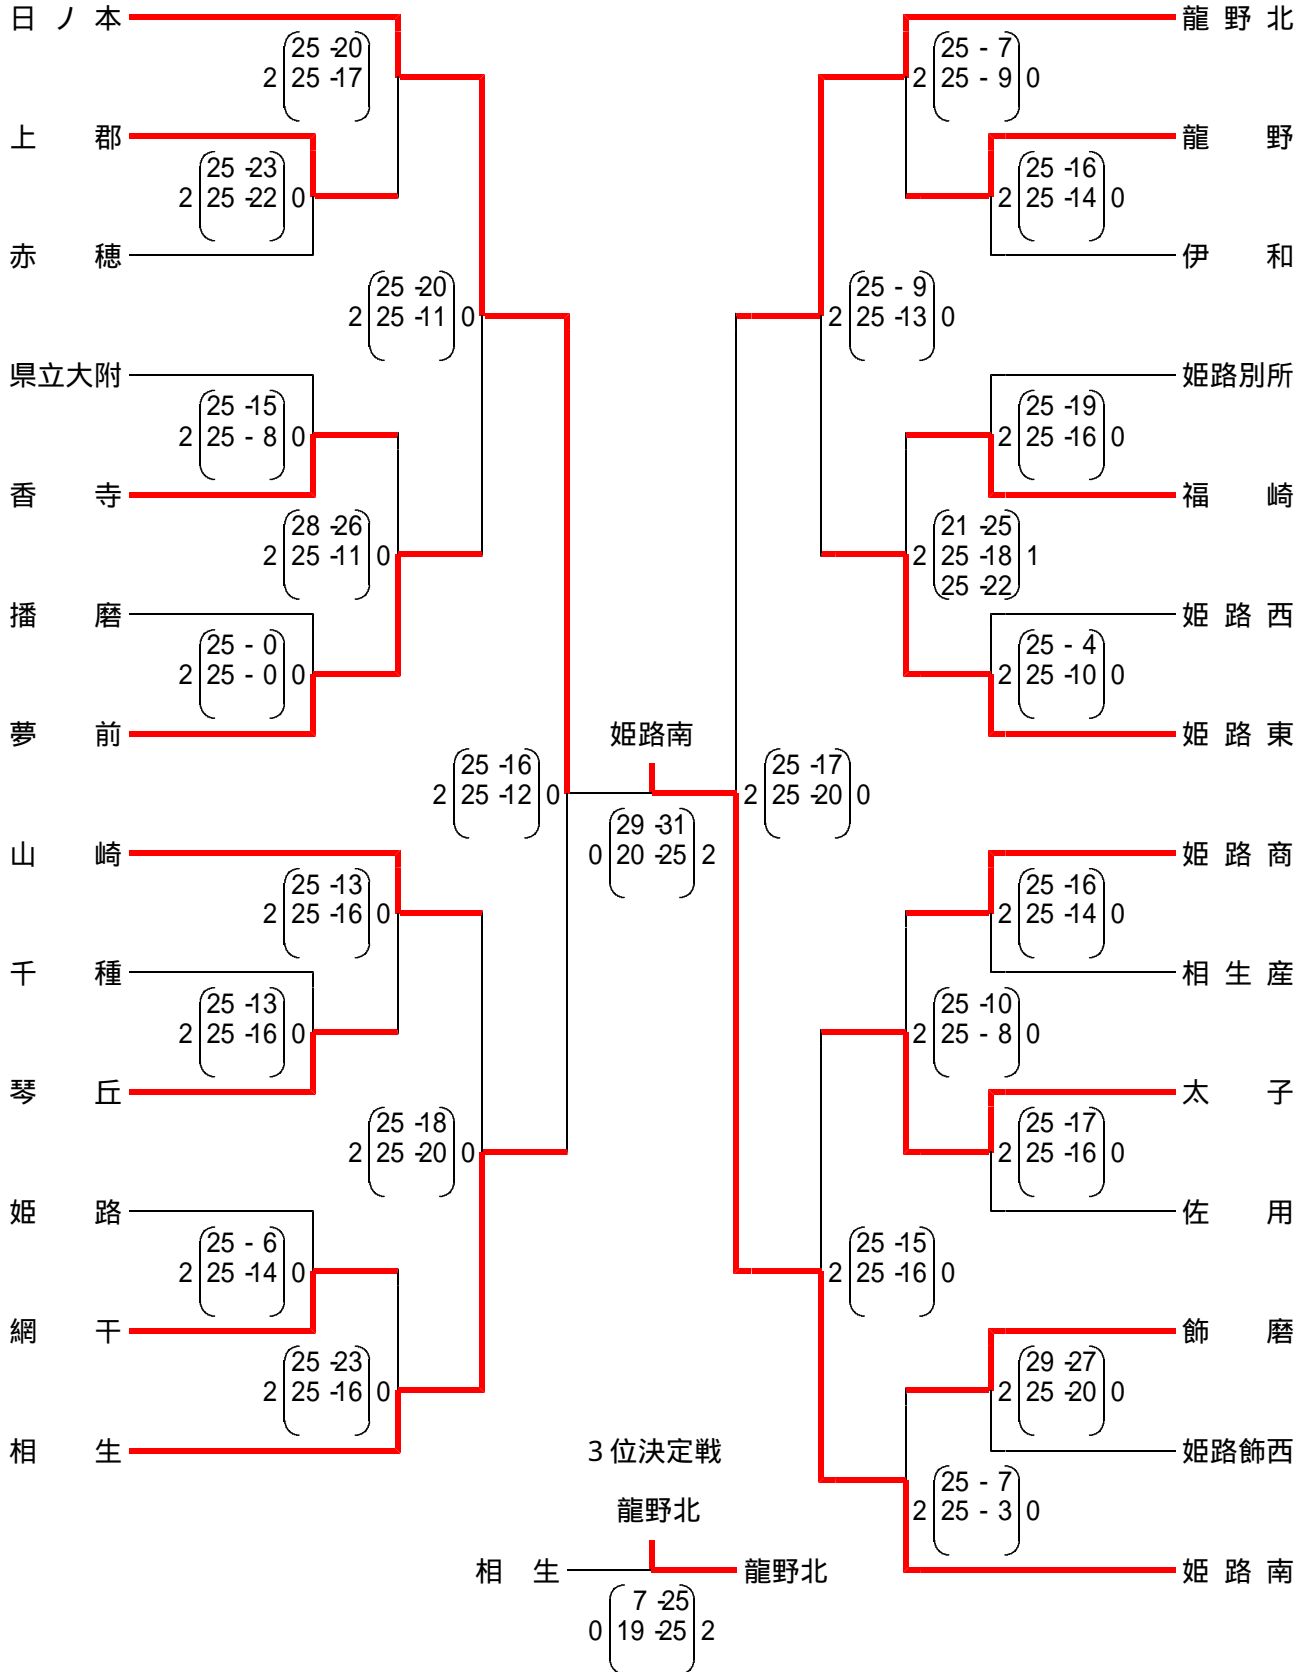 日ノ本
2 (25-20 25-17)
上郡
2 (25-23 25-22) 0
赤穂
2 (25-20 25-11) 0
県立大附
2 (25-15 25-8) 0
香寺
2 (28-26 25-11) 0
播磨
2 (25-0 25-0) 0
夢前
2 (25-16 25-12) 0
山崎
2 (25-13 25-16) 0
千種
2 (25-13 25-16) 0
琴丘
2 (25-18 25-20) 0
姫路
2 (25-6 25-14) 0
網干
2 (25-23 25-16) 0
相生
姫路南
0 (29-31 20-25) 2
龍野北
2 (25-7 25-9) 0
龍野
2 (25-16 25-14) 0
伊和
2 (25-9 25-13) 0
姫路別所
2 (25-19 25-16) 0
福崎
2 (21-25 25-18 25-22) 1
姫路西
2 (25-4 25-10) 0
姫路東
2 (25-17 25-20) 0
姫路商
2 (25-16 25-14) 0
相生産
2 (25-10 25-8) 0
太子
2 (25-17 25-16) 0
佐用
2 (25-15 25-16) 0
飾磨
2 (29-27 25-20) 0
姫路飾西
2 (25-7 25-3) 0
姫路南
3位決定戦
龍野北
相生
龍野北
0 (7-25 19-25) 2